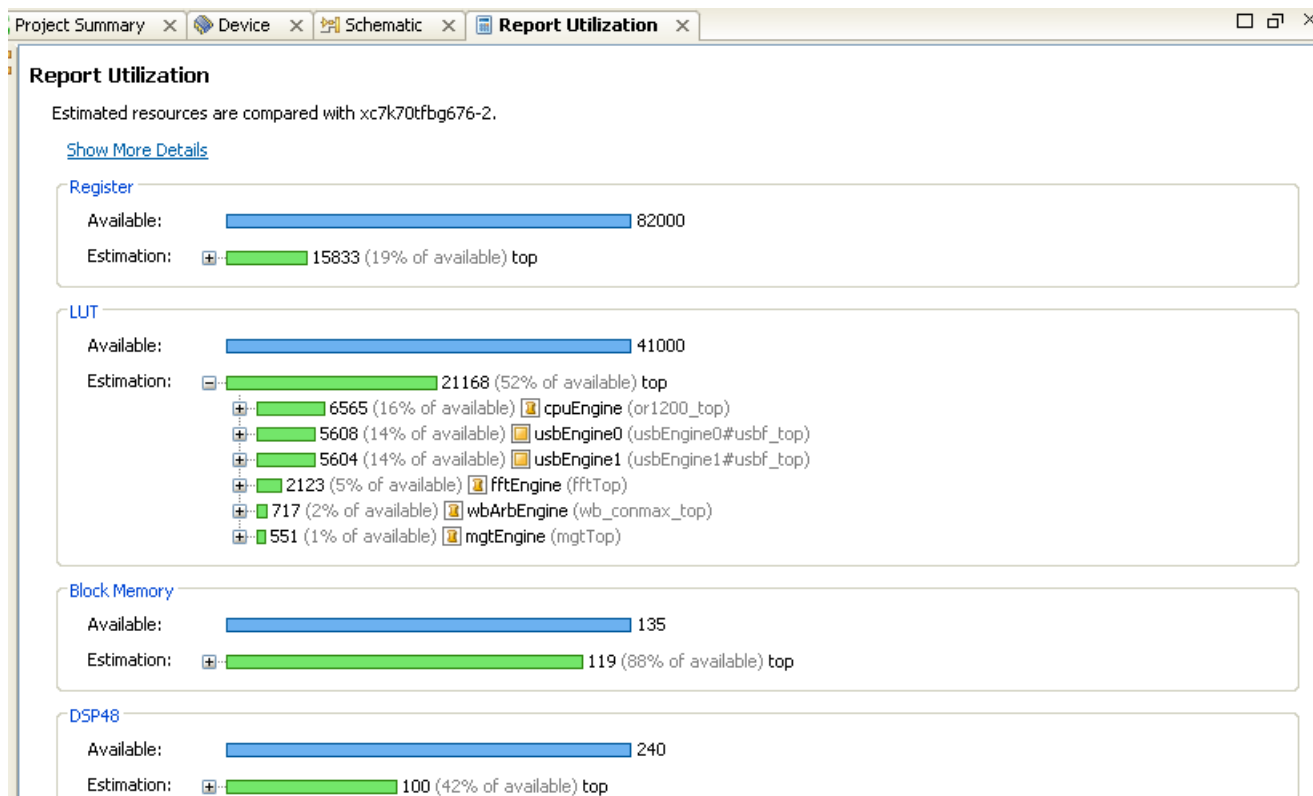 Project Summary Device Schematic Report Utilization
Report Utilization
Estimated resources are compared with xc7k70tfbg676-2.
Show More Details
Register
Available: 82000
Estimation: 15833 (19% of available) top
LUT
Available: 41000
Estimation: 21168 (52% of available) top
6565 (16% of available) cpuEngine (or1200_top)
5608 (14% of available) usbEngine0 (usbEngine0#usbf_top)
5604 (14% of available) usbEngine1 (usbEngine1#usbf_top)
2123 (5% of available) fftEngine (fftTop)
717 (2% of available) wbArbEngine (wb_conmax_top)
551 (1% of available) mgtEngine (mgtTop)
Block Memory
Available: 135
Estimation: 119 (88% of available) top
DSP48
Available: 240
Estimation: 100 (42% of available) top